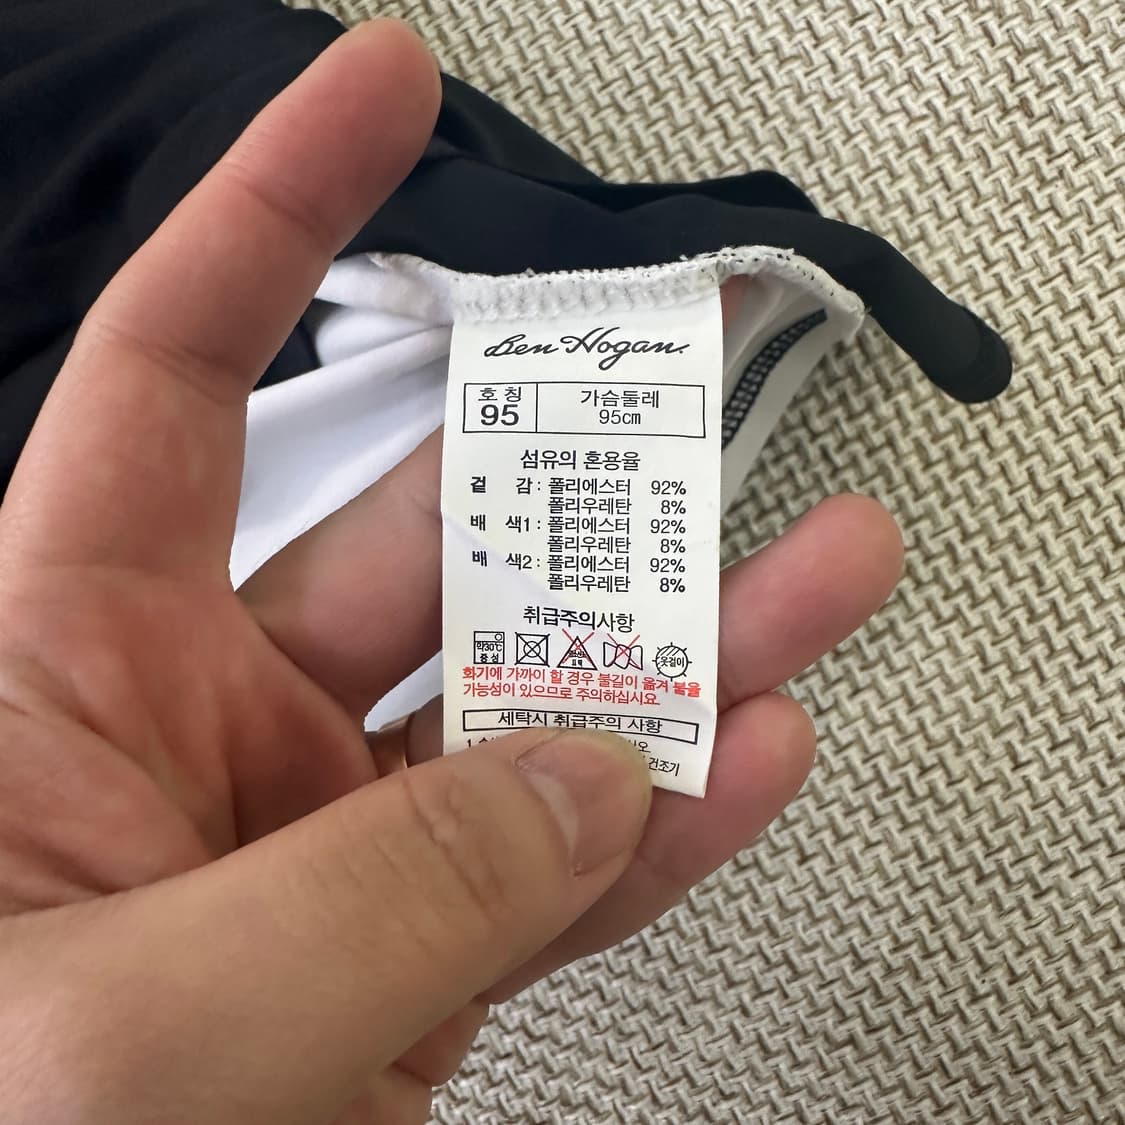 Ben Hogan.
호 칭 가슴둘레
95 95cm
섬유의 혼용율
겉 감 : 폴리에스터 92%
폴리우레탄 8%
배 색1 : 폴리에스터 92%
폴리우레탄 8%
배 색2 : 폴리에스터 92%
폴리우레탄 8%
취급주의사항
약30℃
중성
옷걸이
화기에 가까이 할 경우 불길이 옮겨 붙을
가능성이 있으므로 주의하십시요.
세탁시 취급주의 사항
1.
건조기